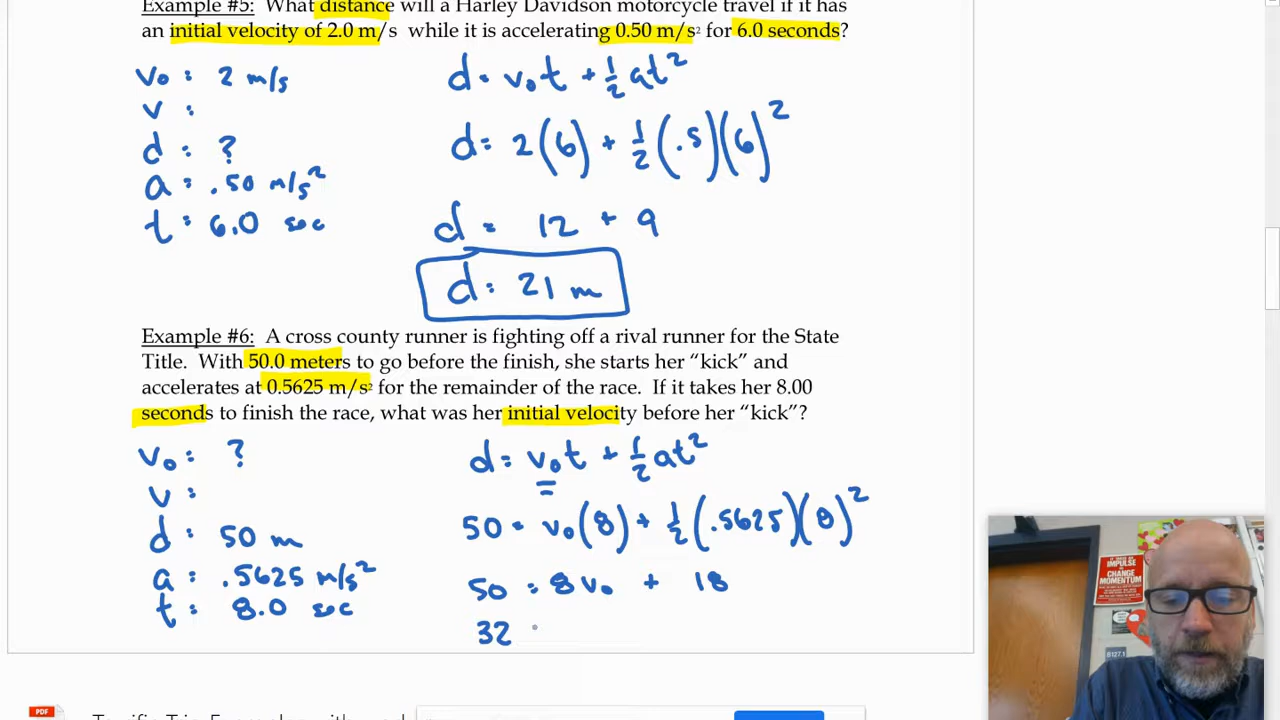 Example #5: What distance will a Harley Davidson motorcycle travel if it has
an initial velocity of 2.0 m/s while it is accelerating 0.50 m/s² for 6.0 seconds?
v₀ : 2 m/s
v :
d : ?
a : .50 m/s²
t : 6.0 sec
d = v₀t + ½at²
d = 2(6) + ½(.5)(6)²
d = 12 + 9
d = 21 m
Example #6: A cross county runner is fighting off a rival runner for the State
Title. With 50.0 meters to go before the finish, she starts her “kick” and
accelerates at 0.5625 m/s² for the remainder of the race. If it takes her 8.00
seconds to finish the race, what was her initial velocity before her “kick”?
v₀ : ?
v :
d : 50 m
a : .5625 m/s²
t : 8.0 sec
d = v₀t + ½at²
50 = v₀(8) + ½(.5625)(8)²
50 = 8v₀ + 18
32
IMPROVE
CHANGE
MOMENTUM
B127.1
PDF